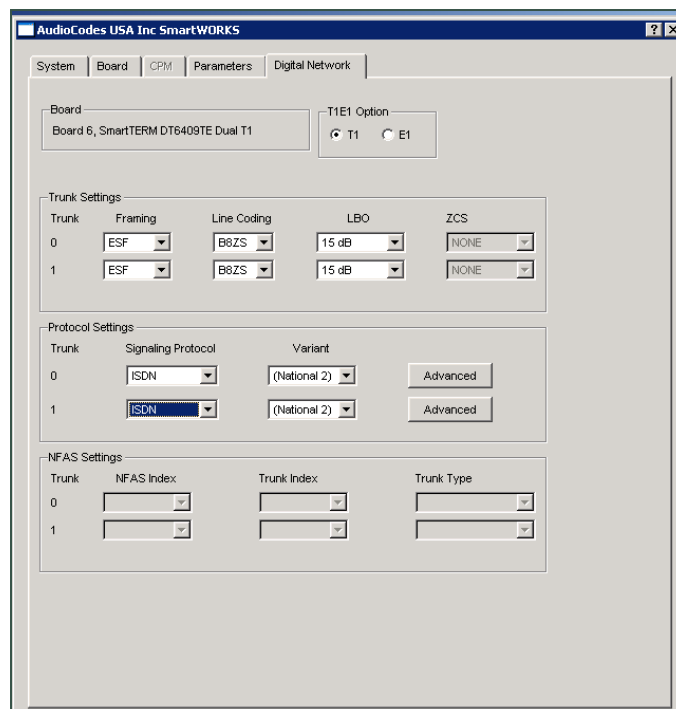 AudioCodes USA Inc SmartWORKS
? X
System Board CPM Parameters Digital Network
Board
Board 6, SmartTERM DT6409TE Dual T1
T1E1 Option
T1 E1
Trunk Settings
Trunk Framing Line Coding LBO ZCS
0 ESF B8ZS 15 dB NONE
1 ESF B8ZS 15 dB NONE
Protocol Settings
Trunk Signaling Protocol Variant
0 ISDN (National 2) Advanced
1 ISDN (National 2) Advanced
NFAS Settings
Trunk NFAS Index Trunk Index Trunk Type
0
1